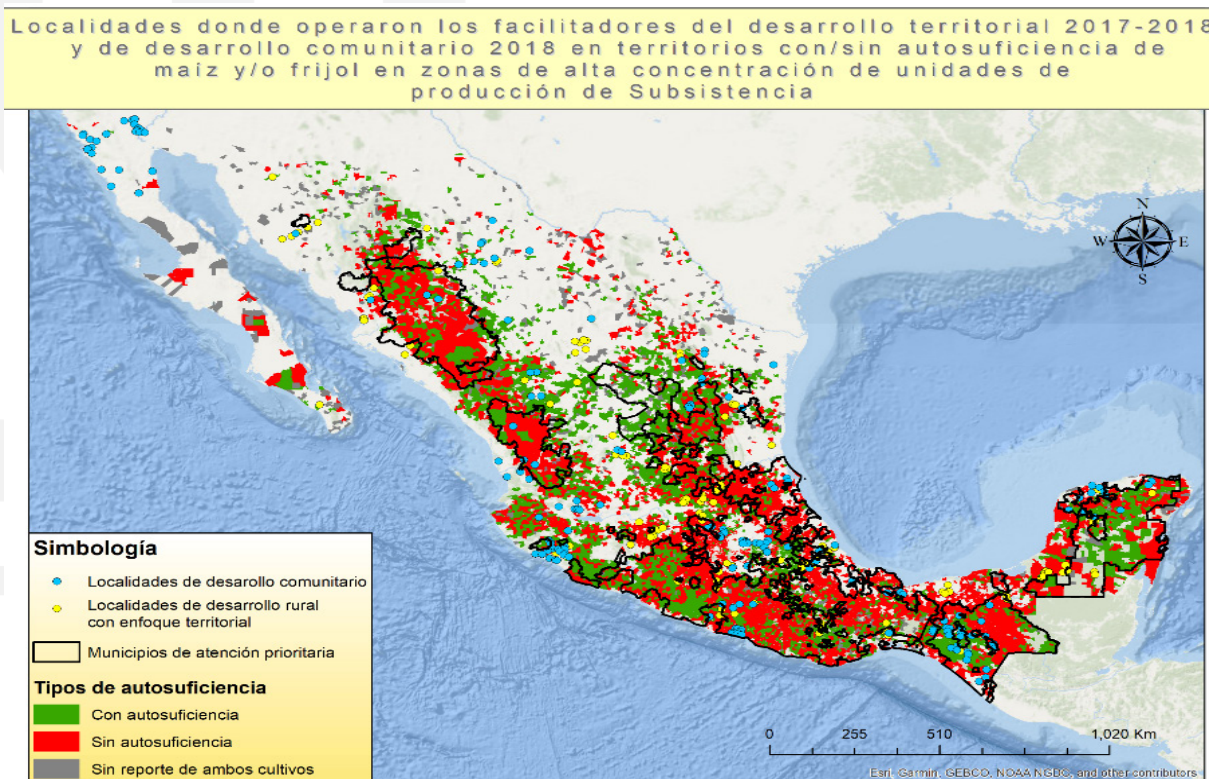 Localidades donde operaron los facilitadores del desarrollo territorial 2017-2018
y de desarrollo comunitario 2018 en territorios con/sin autosuficiencia de
maíz y/o frijol en zonas de alta concentración de unidades de
producción de Subsistencia
N
W
E
S
Simbología
Localidades de desarollo comunitario
Localidades de desarrollo rural
con enfoque territorial
Municipios de atención prioritaria
Tipos de autosuficiencia
Con autosuficiencia
Sin autosuficiencia
Sin reporte de ambos cultivos
0 255 510 1,020 Km
Esri, Garmin, GEBCO, NOAA NGDC, and other contributors